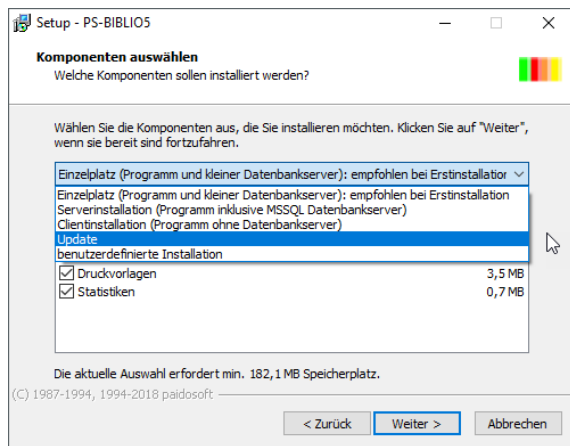 Setup - PS-BIBLIO5
Komponenten auswählen
Welche Komponenten sollen installiert werden?
Wählen Sie die Komponenten aus, die Sie installieren möchten. Klicken Sie auf "Weiter",
wenn sie bereit sind fortzufahren.
Einzelplatz (Programm und kleiner Datenbankserver): empfohlen bei Erstinstallation
Einzelplatz (Programm und kleiner Datenbankserver): empfohlen bei Erstinstallation
Serverinstallation (Programm inklusive MSSQL Datenbankserver)
Clientinstallation (Programm ohne Datenbankserver)
Update
benutzerdefinierte Installation
Druckvorlagen 3,5 MB
Statistiken 0,7 MB
Die aktuelle Auswahl erfordert min. 182,1 MB Speicherplatz.
(C) 1987-1994, 1994-2018 paidosoft
< Zurück Weiter > Abbrechen